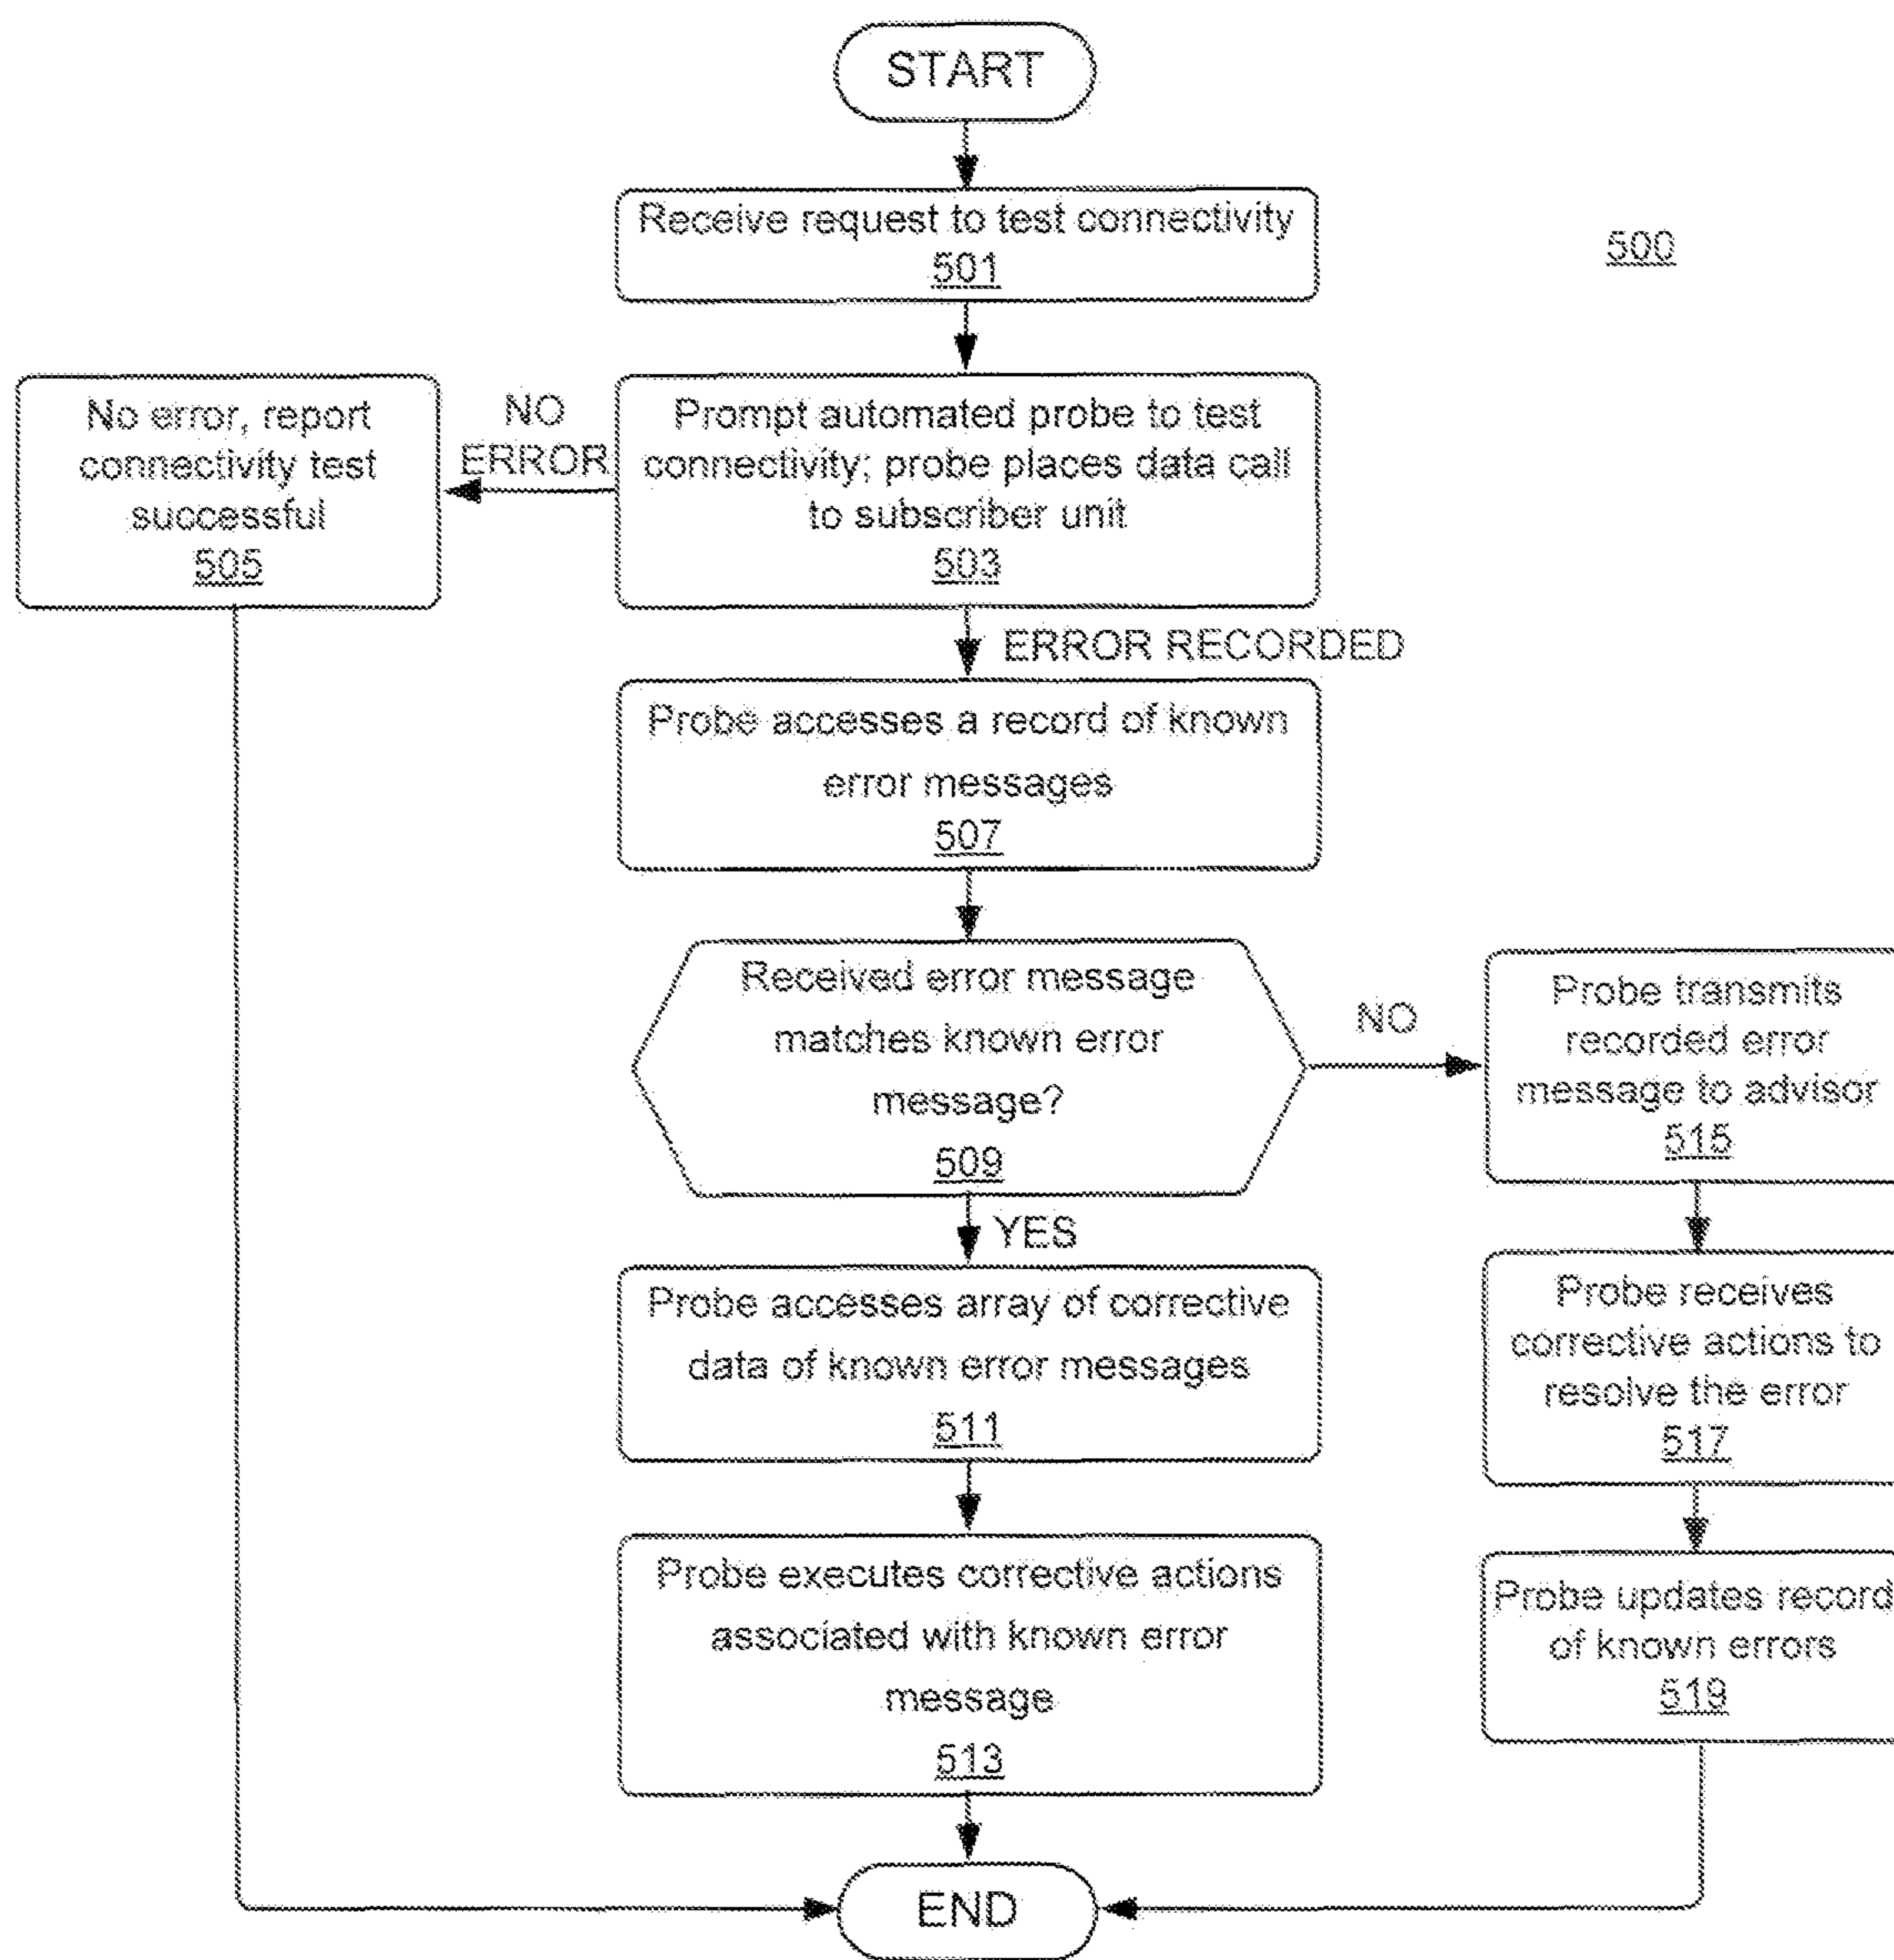 START
Receive request to test connectivity
501
500
No error, report
connectivity test
successful
505
NO
ERROR
Prompt automated probe to test
connectivity; probe places data call
to subscriber unit
503
ERROR RECORDED
Probe accesses a record of known
error messages
507
Received error message
matches known error
message?
509
NO
Probe transmits
recorded error
message to advisor
515
YES
Probe accesses array of corrective
data of known error messages
511
Probe receives
corrective actions to
resolve the error
517
Probe executes corrective actions
associated with known error
message
513
Probe updates record
of known errors
519
END